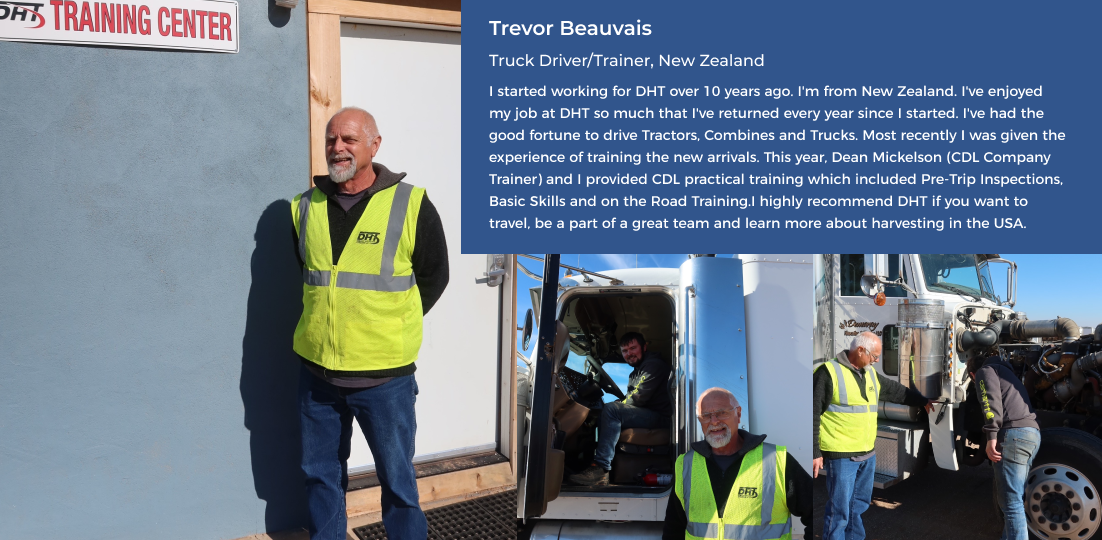 DHT TRAINING CENTER
Trevor Beauvais
Truck Driver/Trainer, New Zealand
I started working for DHT over 10 years ago. I'm from New Zealand. I've enjoyed
my job at DHT so much that I've returned every year since I started. I've had the
good fortune to drive Tractors, Combines and Trucks. Most recently I was given the
experience of training the new arrivals. This year, Dean Mickelson (CDL Company
Trainer) and I provided CDL practical training which included Pre-Trip Inspections,
Basic Skills and on the Road Training.I highly recommend DHT if you want to
travel, be a part of a great team and learn more about harvesting in the USA.
DHT
DHT